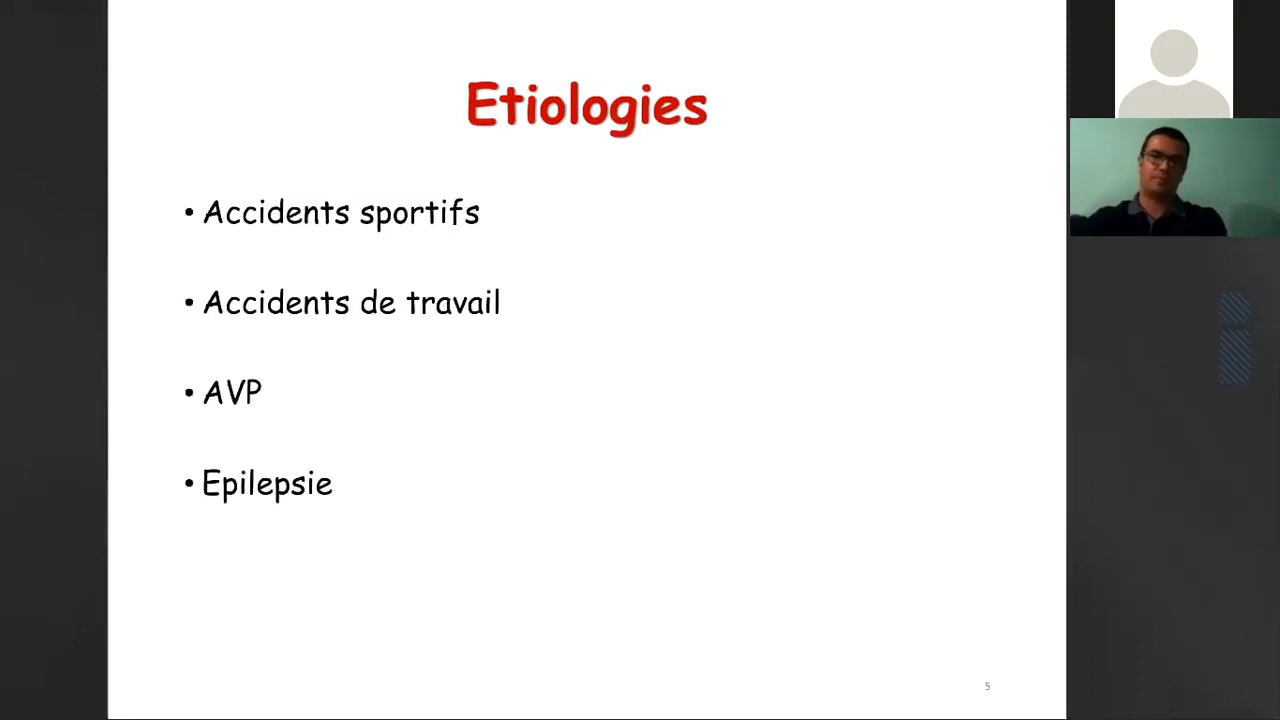 Etiologies
• Accidents sportifs
• Accidents de travail
• AVP
• Epilepsie
5